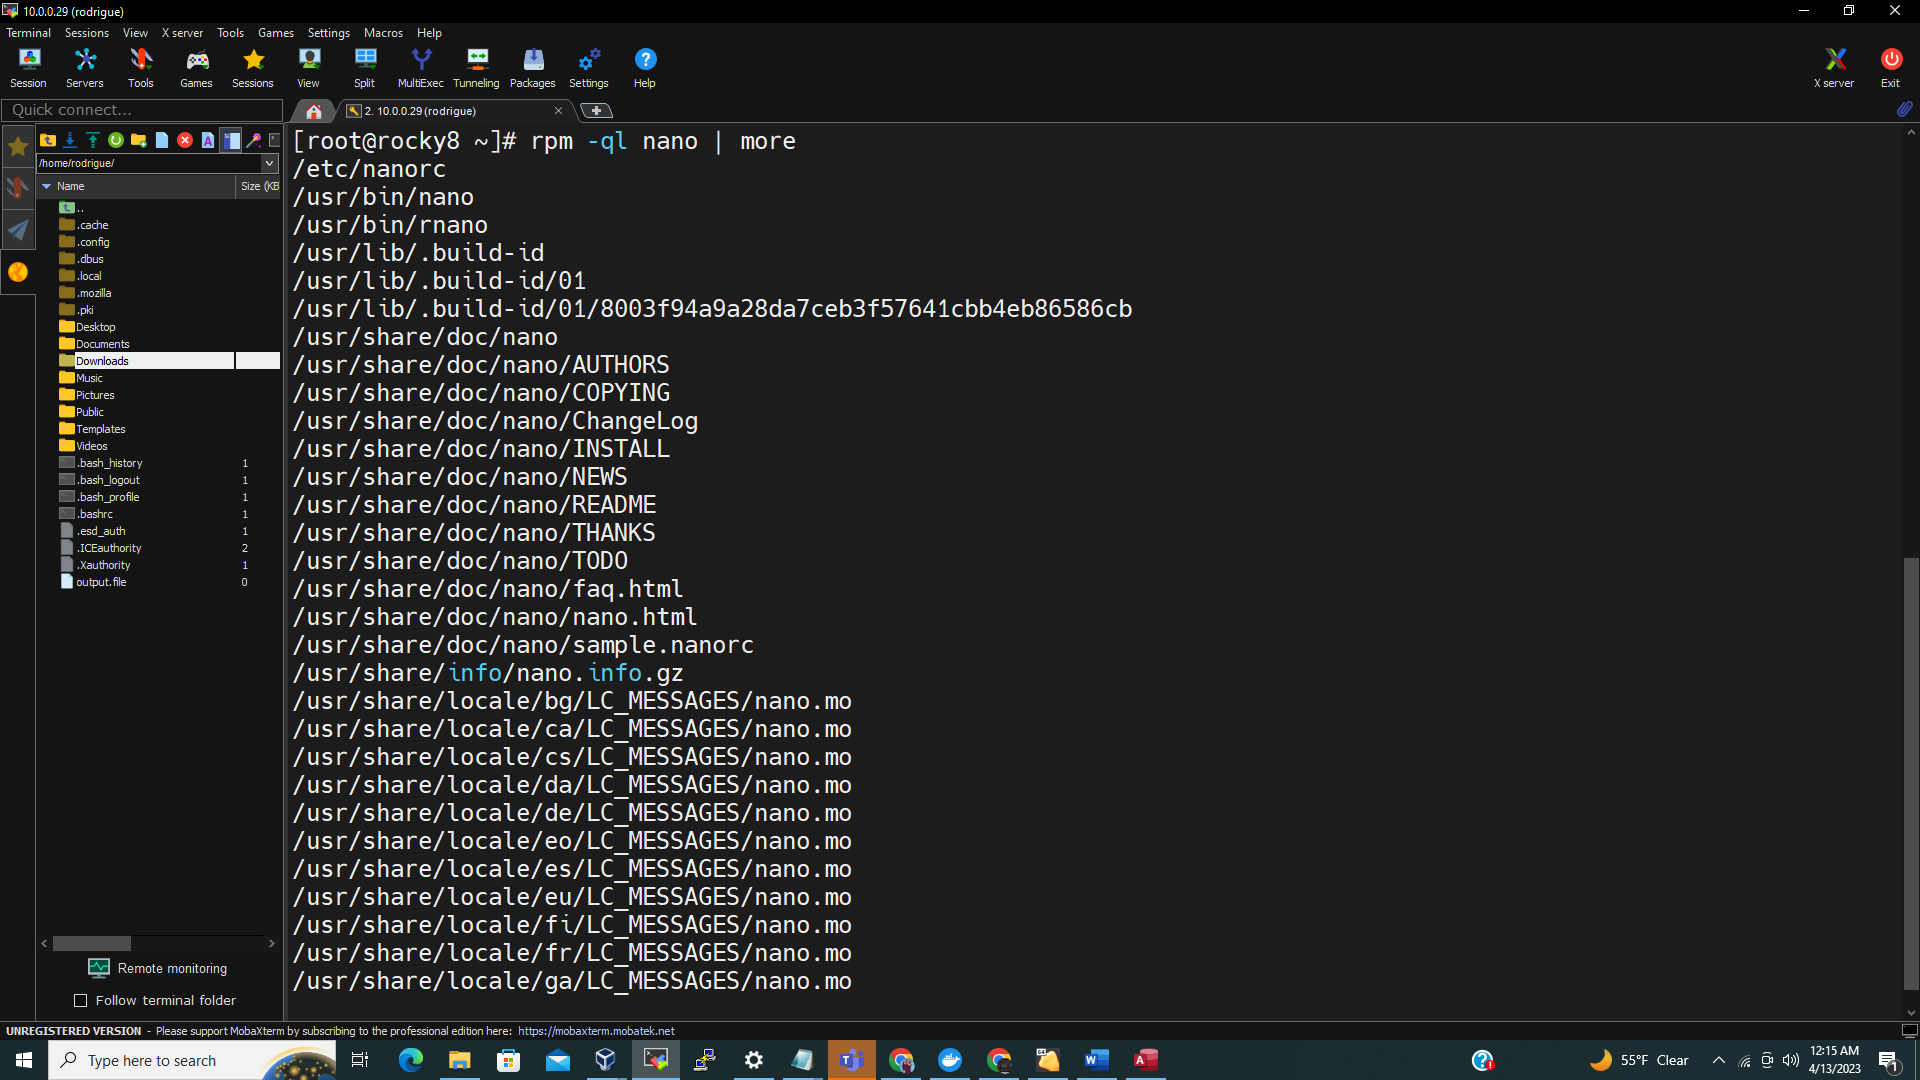 10.0.0.29 (rodrigue)
Terminal Sessions View X server Tools Games Settings Macros Help
Session Servers Tools Games Sessions View Split MultiExec Tunneling Packages Settings Help X server Exit
Quick connect...
2. 10.0.0.29 (rodrigue)
/home/rodrigue/
Name Size (KB
..
.cache
.config
.dbus
.local
.mozilla
.pki
Desktop
Documents
Downloads
Music
Pictures
Public
Templates
Videos
.bash_history 1
.bash_logout 1
.bash_profile 1
.bashrc 1
.esd_auth 1
.ICEauthority 2
.Xauthority 1
output.file 0
Remote monitoring
Follow terminal folder
[root@rocky8 ~]# rpm -ql nano | more
/etc/nanorc
/usr/bin/nano
/usr/bin/rnano
/usr/lib/.build-id
/usr/lib/.build-id/01
/usr/lib/.build-id/01/8003f94a9a28da7ceb3f57641cbb4eb86586cb
/usr/share/doc/nano
/usr/share/doc/nano/AUTHORS
/usr/share/doc/nano/COPYING
/usr/share/doc/nano/ChangeLog
/usr/share/doc/nano/INSTALL
/usr/share/doc/nano/NEWS
/usr/share/doc/nano/README
/usr/share/doc/nano/THANKS
/usr/share/doc/nano/TODO
/usr/share/doc/nano/faq.html
/usr/share/doc/nano/nano.html
/usr/share/doc/nano/sample.nanorc
/usr/share/info/nano.info.gz
/usr/share/locale/bg/LC_MESSAGES/nano.mo
/usr/share/locale/ca/LC_MESSAGES/nano.mo
/usr/share/locale/cs/LC_MESSAGES/nano.mo
/usr/share/locale/da/LC_MESSAGES/nano.mo
/usr/share/locale/de/LC_MESSAGES/nano.mo
/usr/share/locale/eo/LC_MESSAGES/nano.mo
/usr/share/locale/es/LC_MESSAGES/nano.mo
/usr/share/locale/eu/LC_MESSAGES/nano.mo
/usr/share/locale/fi/LC_MESSAGES/nano.mo
/usr/share/locale/fr/LC_MESSAGES/nano.mo
/usr/share/locale/ga/LC_MESSAGES/nano.mo
UNREGISTERED VERSION - Please support MobaXterm by subscribing to the professional edition here: https://mobaxterm.mobatek.net
Type here to search
55°F Clear
12:15 AM
4/13/2023
1